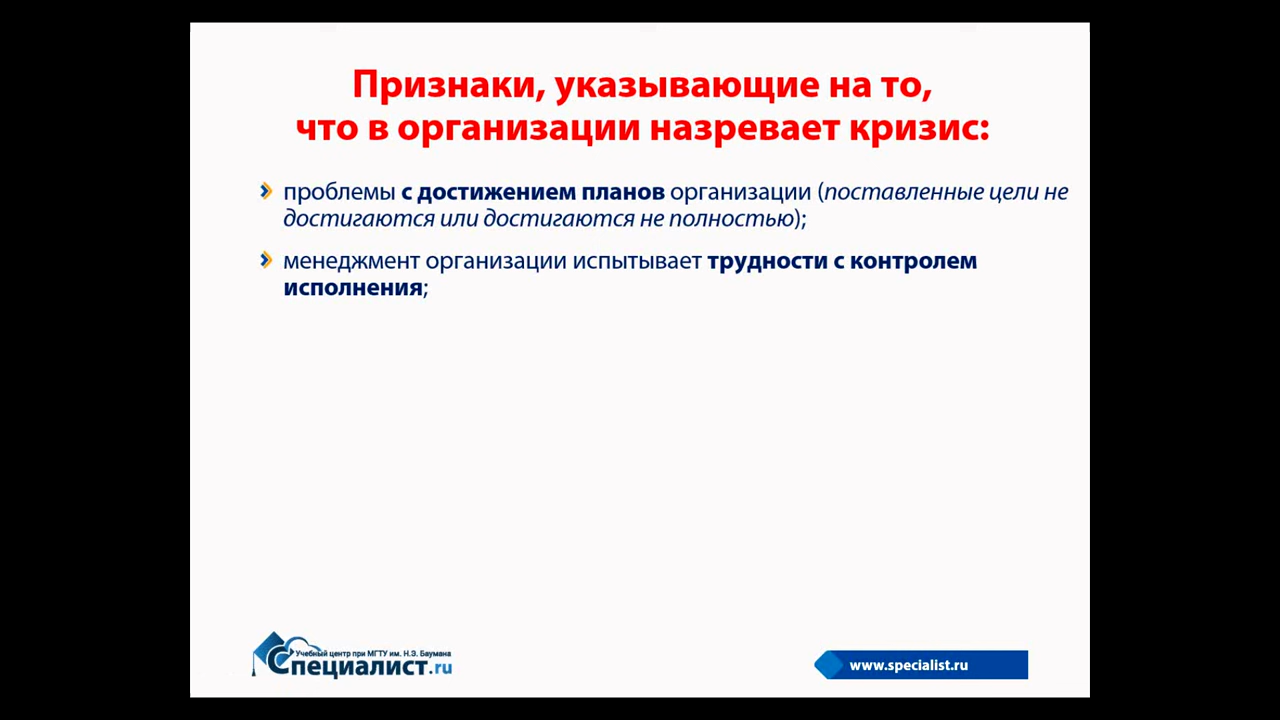 Признаки, указывающие на то,
что в организации назревает кризис:
проблемы с достижением планов организации (поставленные цели не
достигаются или достигаются не полностью);
менеджмент организации испытывает трудности с контролем
исполнения;
Учебный центр при МГТУ им. Н.Э. Баумана
Специалист.ru
www.specialist.ru